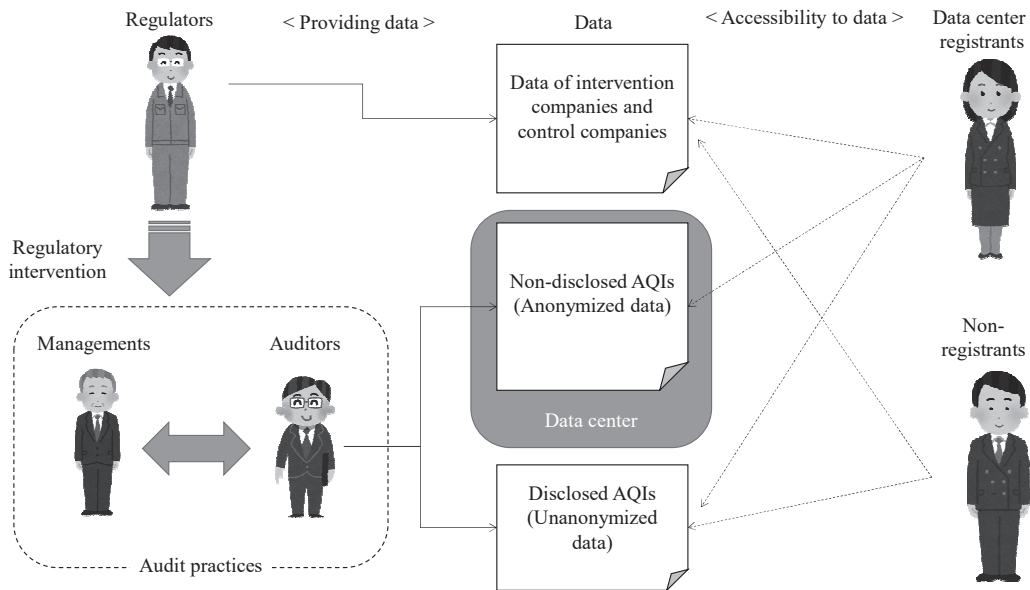 Regulators
< Providing data >
Data
< Accessibility to data >
Data center
registrants
Data of intervention
companies and
control companies
Regulatory
intervention
Non-disclosed AQIs
(Anonymized data)
Data center
Non-
registrants
Managements
Auditors
Disclosed AQIs
(Unanonymized
data)
Audit practices